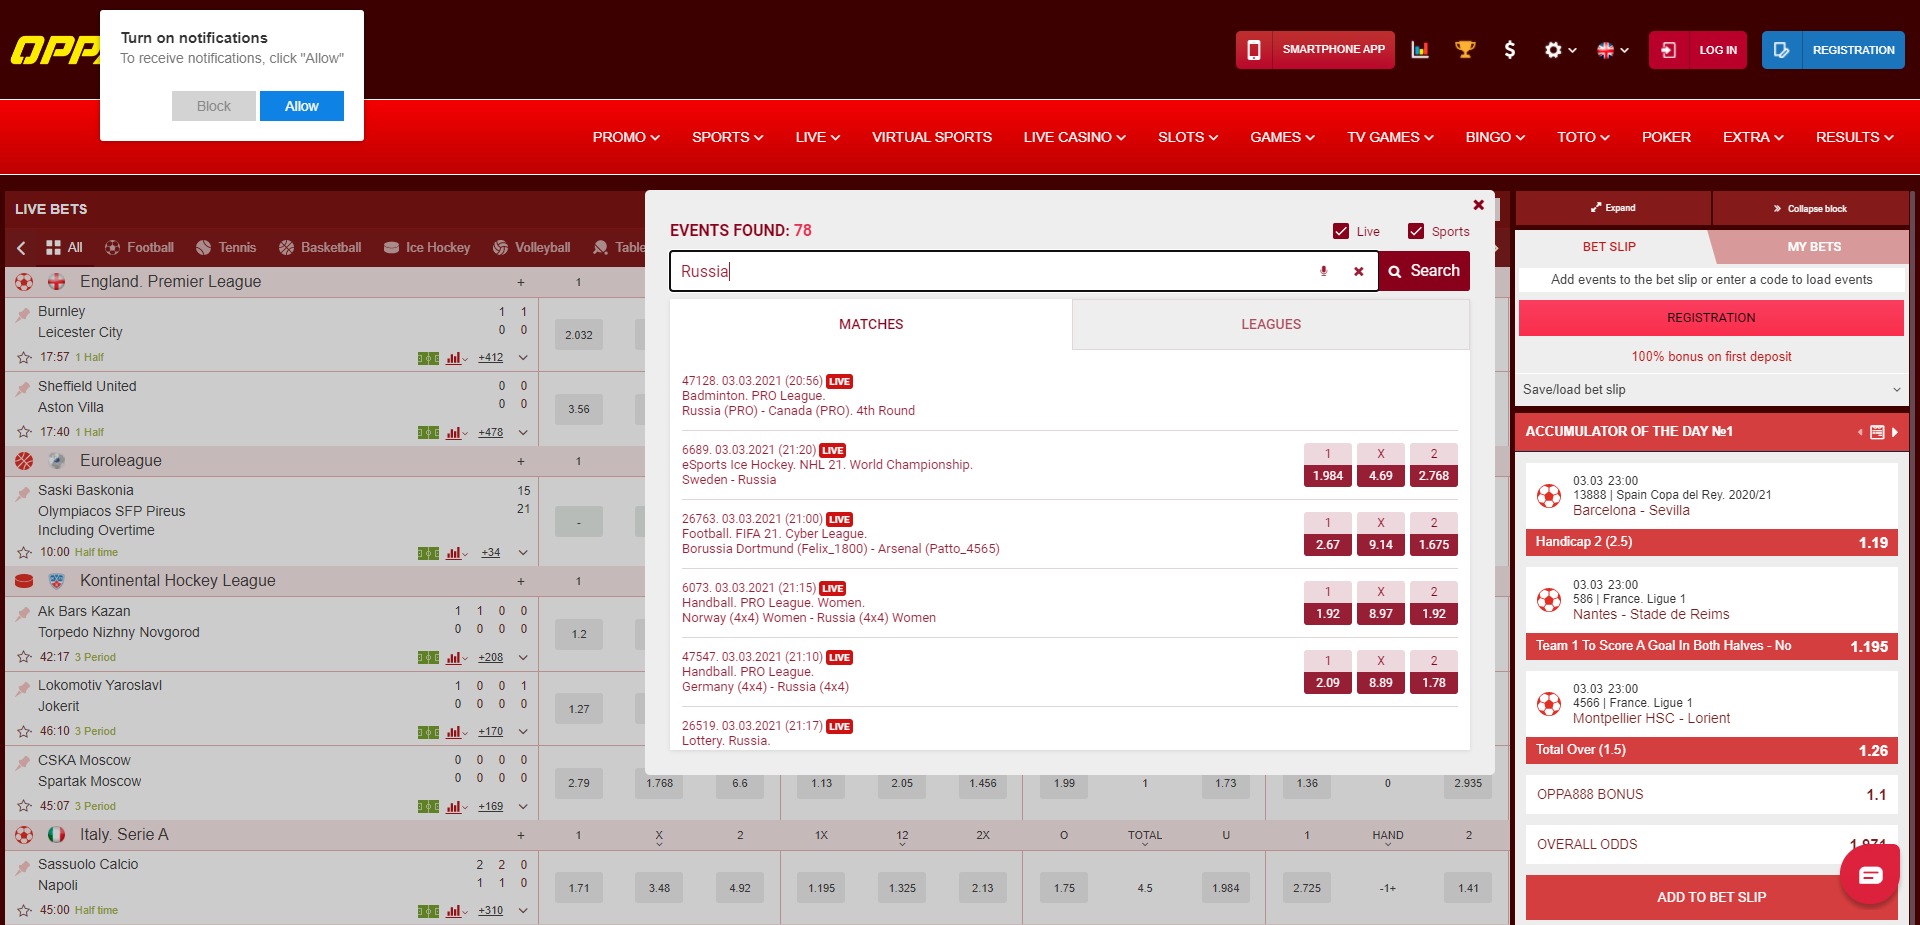 OPPA
Turn on notifications
To receive notifications, click "Allow"
Block
Allow
SMARTPHONE APP
LOG IN
REGISTRATION
PROMO
SPORTS
LIVE
VIRTUAL SPORTS
LIVE CASINO
SLOTS
GAMES
TV GAMES
BINGO
TOTO
POKER
EXTRA
RESULTS
LIVE BETS
All
Football
Tennis
Basketball
Ice Hockey
Volleyball
Table
England. Premier League
+ 1
Burnley 1 1
Leicester City 0 0
2.032
17:57 1 Half +412
Sheffield United 0 0
Aston Villa 0 0
3.56
17:40 1 Half +478
Euroleague
+ 1
Saski Baskonia 15
Olympiacos SFP Pireus 21
Including Overtime
-
10:00 Half time +34
Kontinental Hockey League
+ 1
Ak Bars Kazan 1 1 0 0
Torpedo Nizhny Novgorod 0 0 0 0
1.2
42:17 3 Period +208
Lokomotiv Yaroslavl 1 0 0 1
Jokerit 0 0 0 0
1.27
46:10 3 Period +170
CSKA Moscow 0 0 0 0
Spartak Moscow 0 0 0 0
2.79 1.768 6.6 1.13 2.05 1.456 1.99 1 1.73 1.36 0 2.935
45:07 3 Period +169
Italy. Serie A
+ 1 X 2 1X 12 2X O TOTAL U 1 HAND 2
Sassuolo Calcio 2 2 0
Napoli 1 1 0
1.71 3.48 4.92 1.195 1.325 2.13 1.75 4.5 1.984 2.725 -1+ 1.41
45:00 Half time +310
EVENTS FOUND: 78
Live
Sports
Russia
Search
MATCHES
LEAGUES
47128. 03.03.2021 (20:56) LIVE
Badminton. PRO League.
Russia (PRO) - Canada (PRO). 4th Round
6689. 03.03.2021 (21:20) LIVE
eSports Ice Hockey. NHL 21. World Championship.
Sweden - Russia
1 X 2
1.984 4.69 2.768
26763. 03.03.2021 (21:00) LIVE
Football. FIFA 21. Cyber League.
Borussia Dortmund (Felix_1800) - Arsenal (Patto_4565)
1 X 2
2.67 9.14 1.675
6073. 03.03.2021 (21:15) LIVE
Handball. PRO League. Women.
Norway (4x4) Women - Russia (4x4) Women
1 X 2
1.92 8.97 1.92
47547. 03.03.2021 (21:10) LIVE
Handball. PRO League.
Germany (4x4) - Russia (4x4)
1 X 2
2.09 8.89 1.78
26519. 03.03.2021 (21:17) LIVE
Lottery. Russia.
Expand
Collapse block
BET SLIP
MY BETS
Add events to the bet slip or enter a code to load events
REGISTRATION
100% bonus on first deposit
Save/load bet slip
ACCUMULATOR OF THE DAY №1
03.03 23:00
13888 | Spain Copa del Rey. 2020/21
Barcelona - Sevilla
Handicap 2 (2.5) 1.19
03.03 23:00
586 | France. Ligue 1
Nantes - Stade de Reims
Team 1 To Score A Goal In Both Halves - No 1.195
03.03 23:00
4566 | France. Ligue 1
Montpellier HSC - Lorient
Total Over (1.5) 1.26
OPPA888 BONUS 1.1
OVERALL ODDS 1.971
ADD TO BET SLIP